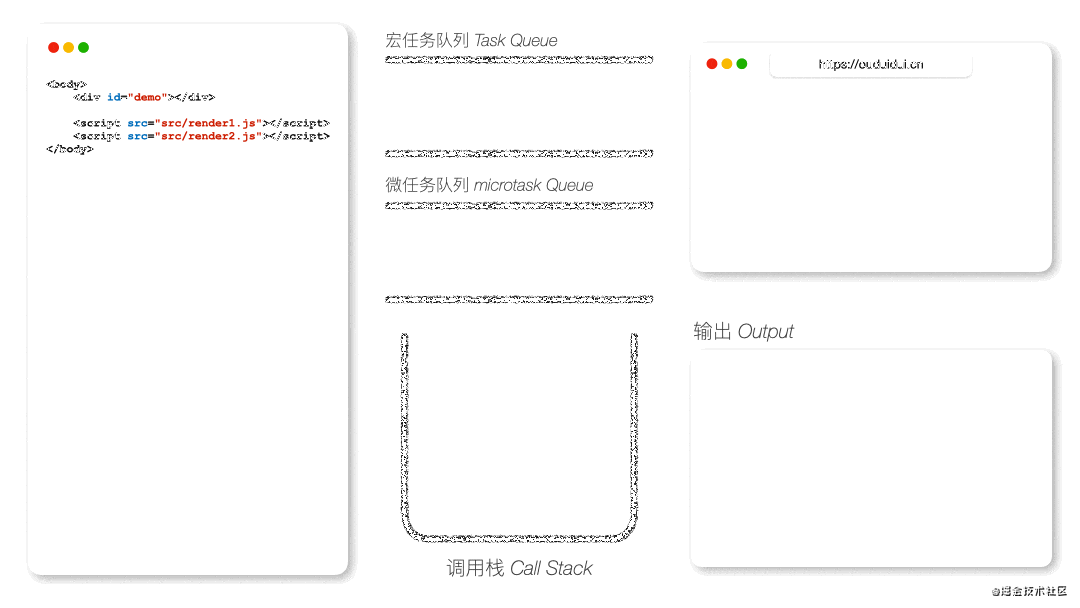 <body>
<div id="demo"></div>
<script src="src/render1.js"></script>
<script src="src/render2.js"></script>
</body>
宏任务队列 Task Queue
微任务队列 microtask Queue
调用栈 Call Stack
https://ouduidui.cn
输出 Output
@掘金技术社区